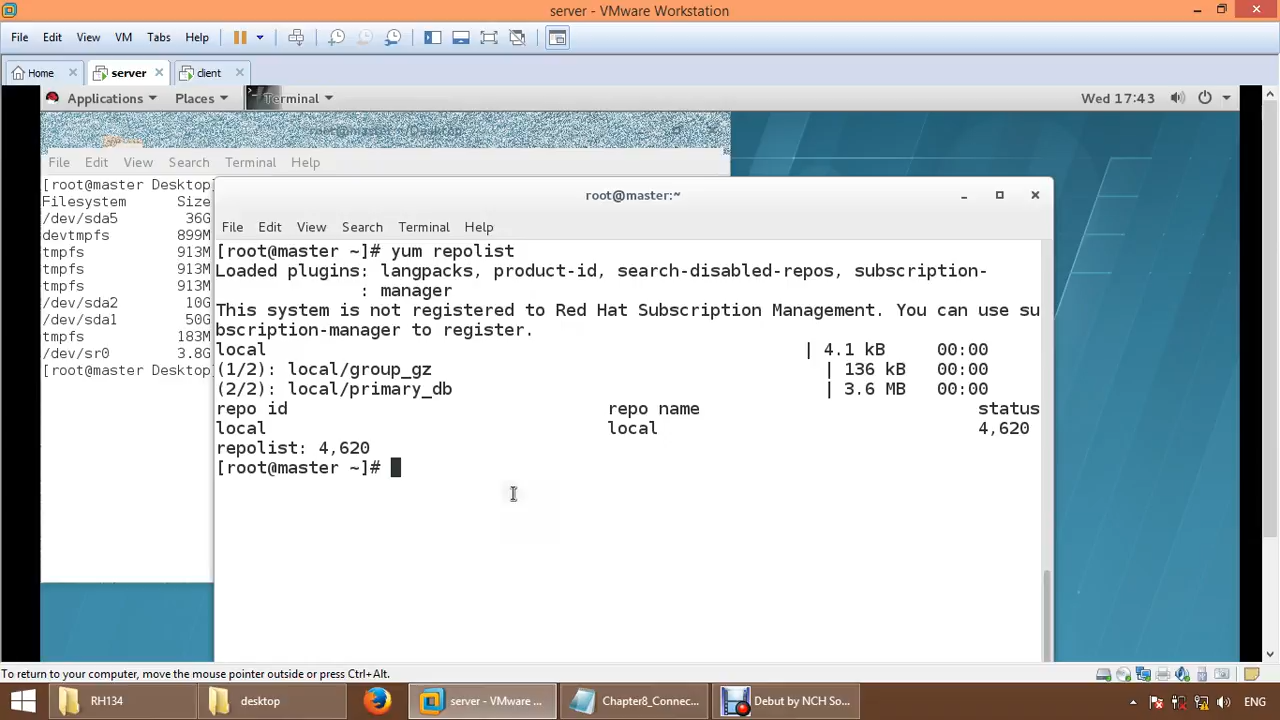 server - VMware Workstation
File Edit View VM Tabs Help
Home server client
Applications Places Terminal Wed 17:43
root@master:~/Desktop
File Edit View Search Terminal Help
[root@master Desktop]
Filesystem Size
/dev/sda5 36G
devtmpfs 899M
tmpfs 913M
tmpfs 913M
tmpfs 913M
/dev/sda2 10G
/dev/sda1 50G
tmpfs 183M
/dev/sr0 3.8G
[root@master Desktop]
root@master:~
File Edit View Search Terminal Help
[root@master ~]# yum repolist
Loaded plugins: langpacks, product-id, search-disabled-repos, subscription-
: manager
This system is not registered to Red Hat Subscription Management. You can use su
bscription-manager to register.
local | 4.1 kB 00:00
(1/2): local/group_gz | 136 kB 00:00
(2/2): local/primary_db | 3.6 MB 00:00
repo id repo name status
local local 4,620
repolist: 4,620
[root@master ~]#
To return to your computer, move the mouse pointer outside or press Ctrl+Alt.
RH134 desktop server - VMware ... Chapter8_Connec... Debut by NCH So... ENG